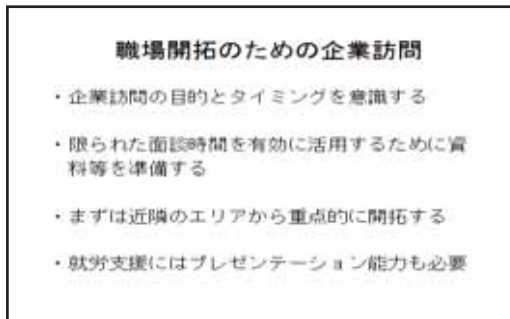 職場開拓のための企業訪問
・企業訪問の目的とタイミングを意識する
・限られた面談時間を有効に活用するために資
料等を準備する
・まずは近隣のエリアから重点的に開拓する
・就労支援にはプレゼンテーション能力も必要